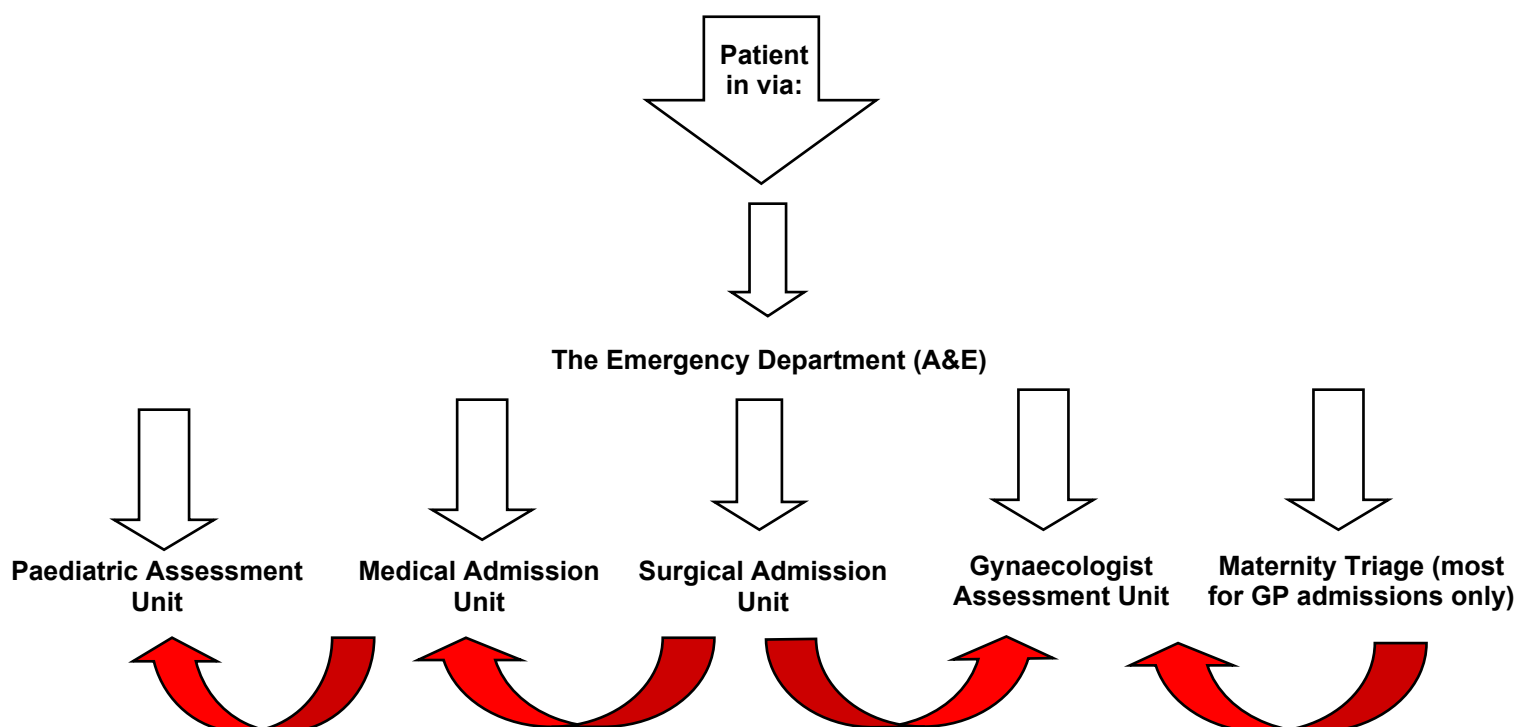 Patient
in via:
The Emergency Department (A&E)
Paediatric Assessment
Unit
Medical Admission
Unit
Surgical Admission
Unit
Gynaecologist
Assessment Unit
Maternity Triage (most
for GP admissions only)